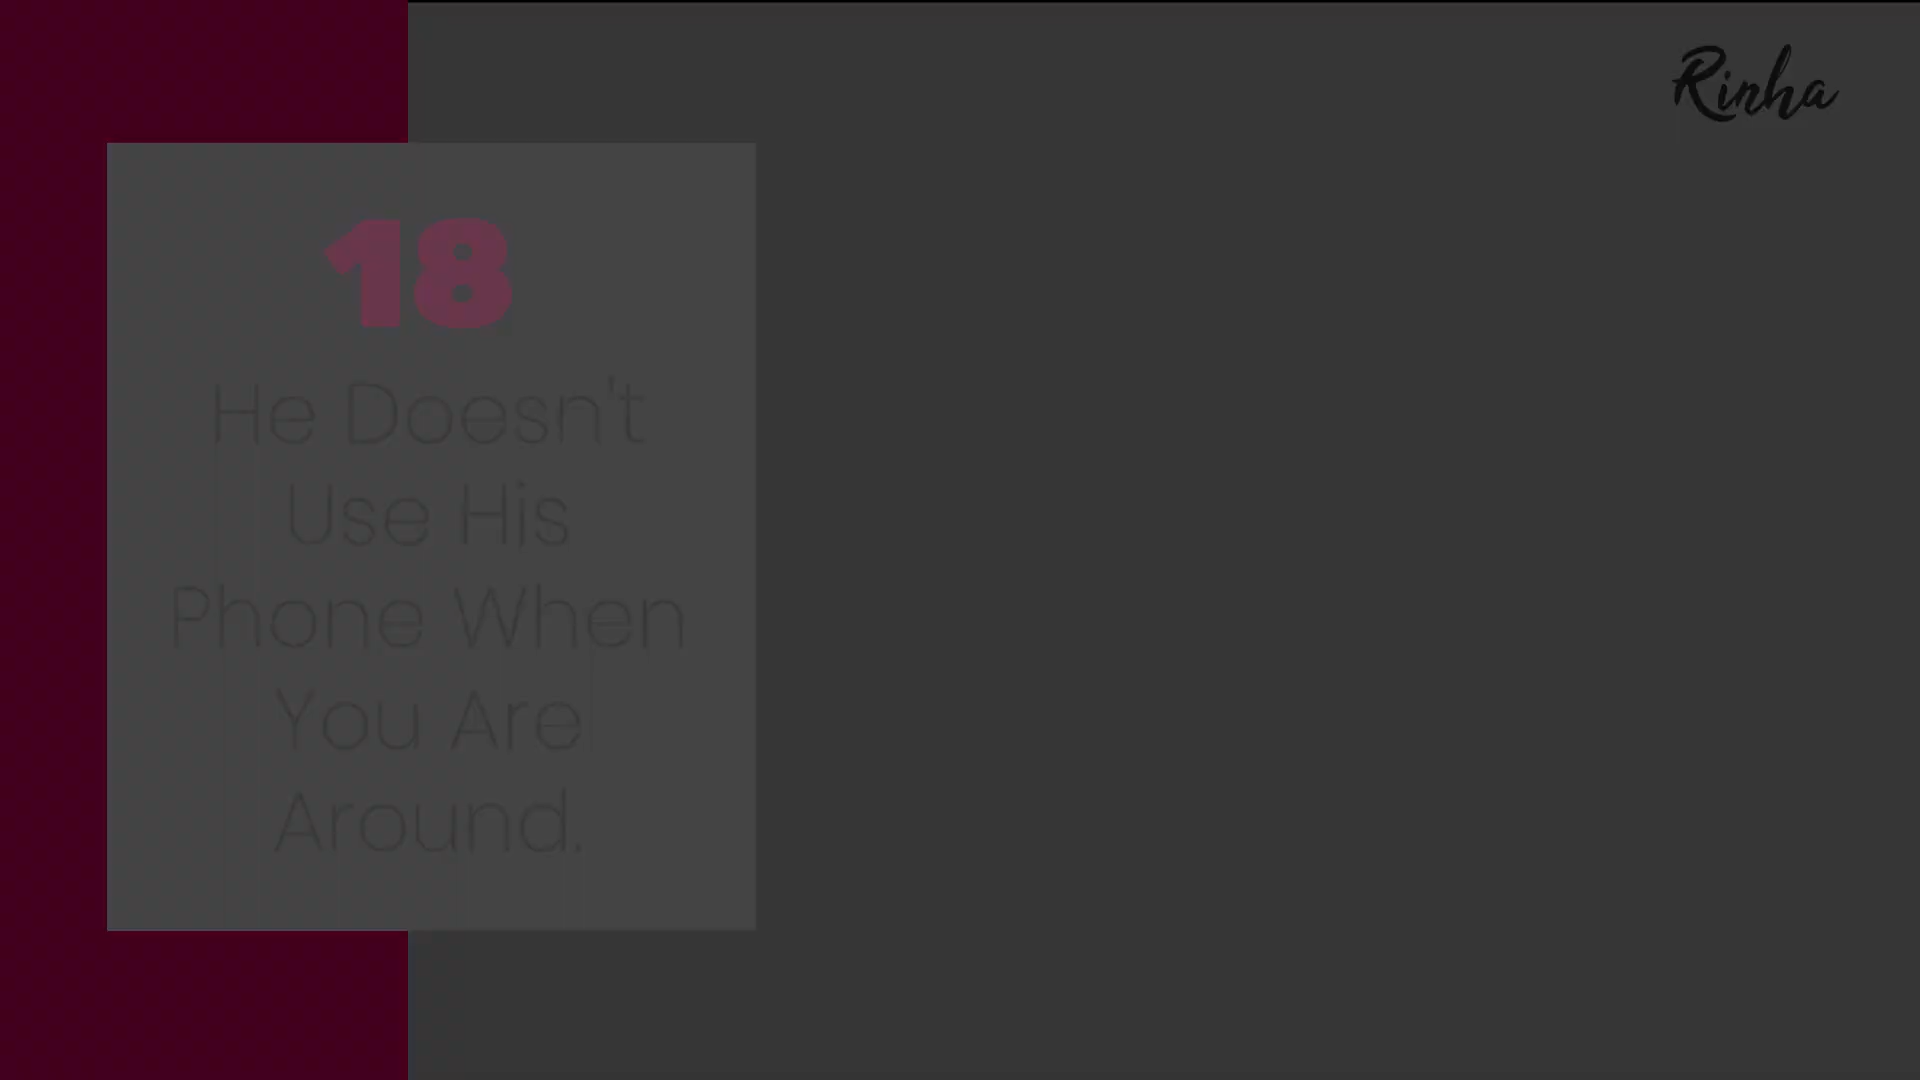 Rinha
18
He Doesn't
Use His
Phone When
You Are
Around.